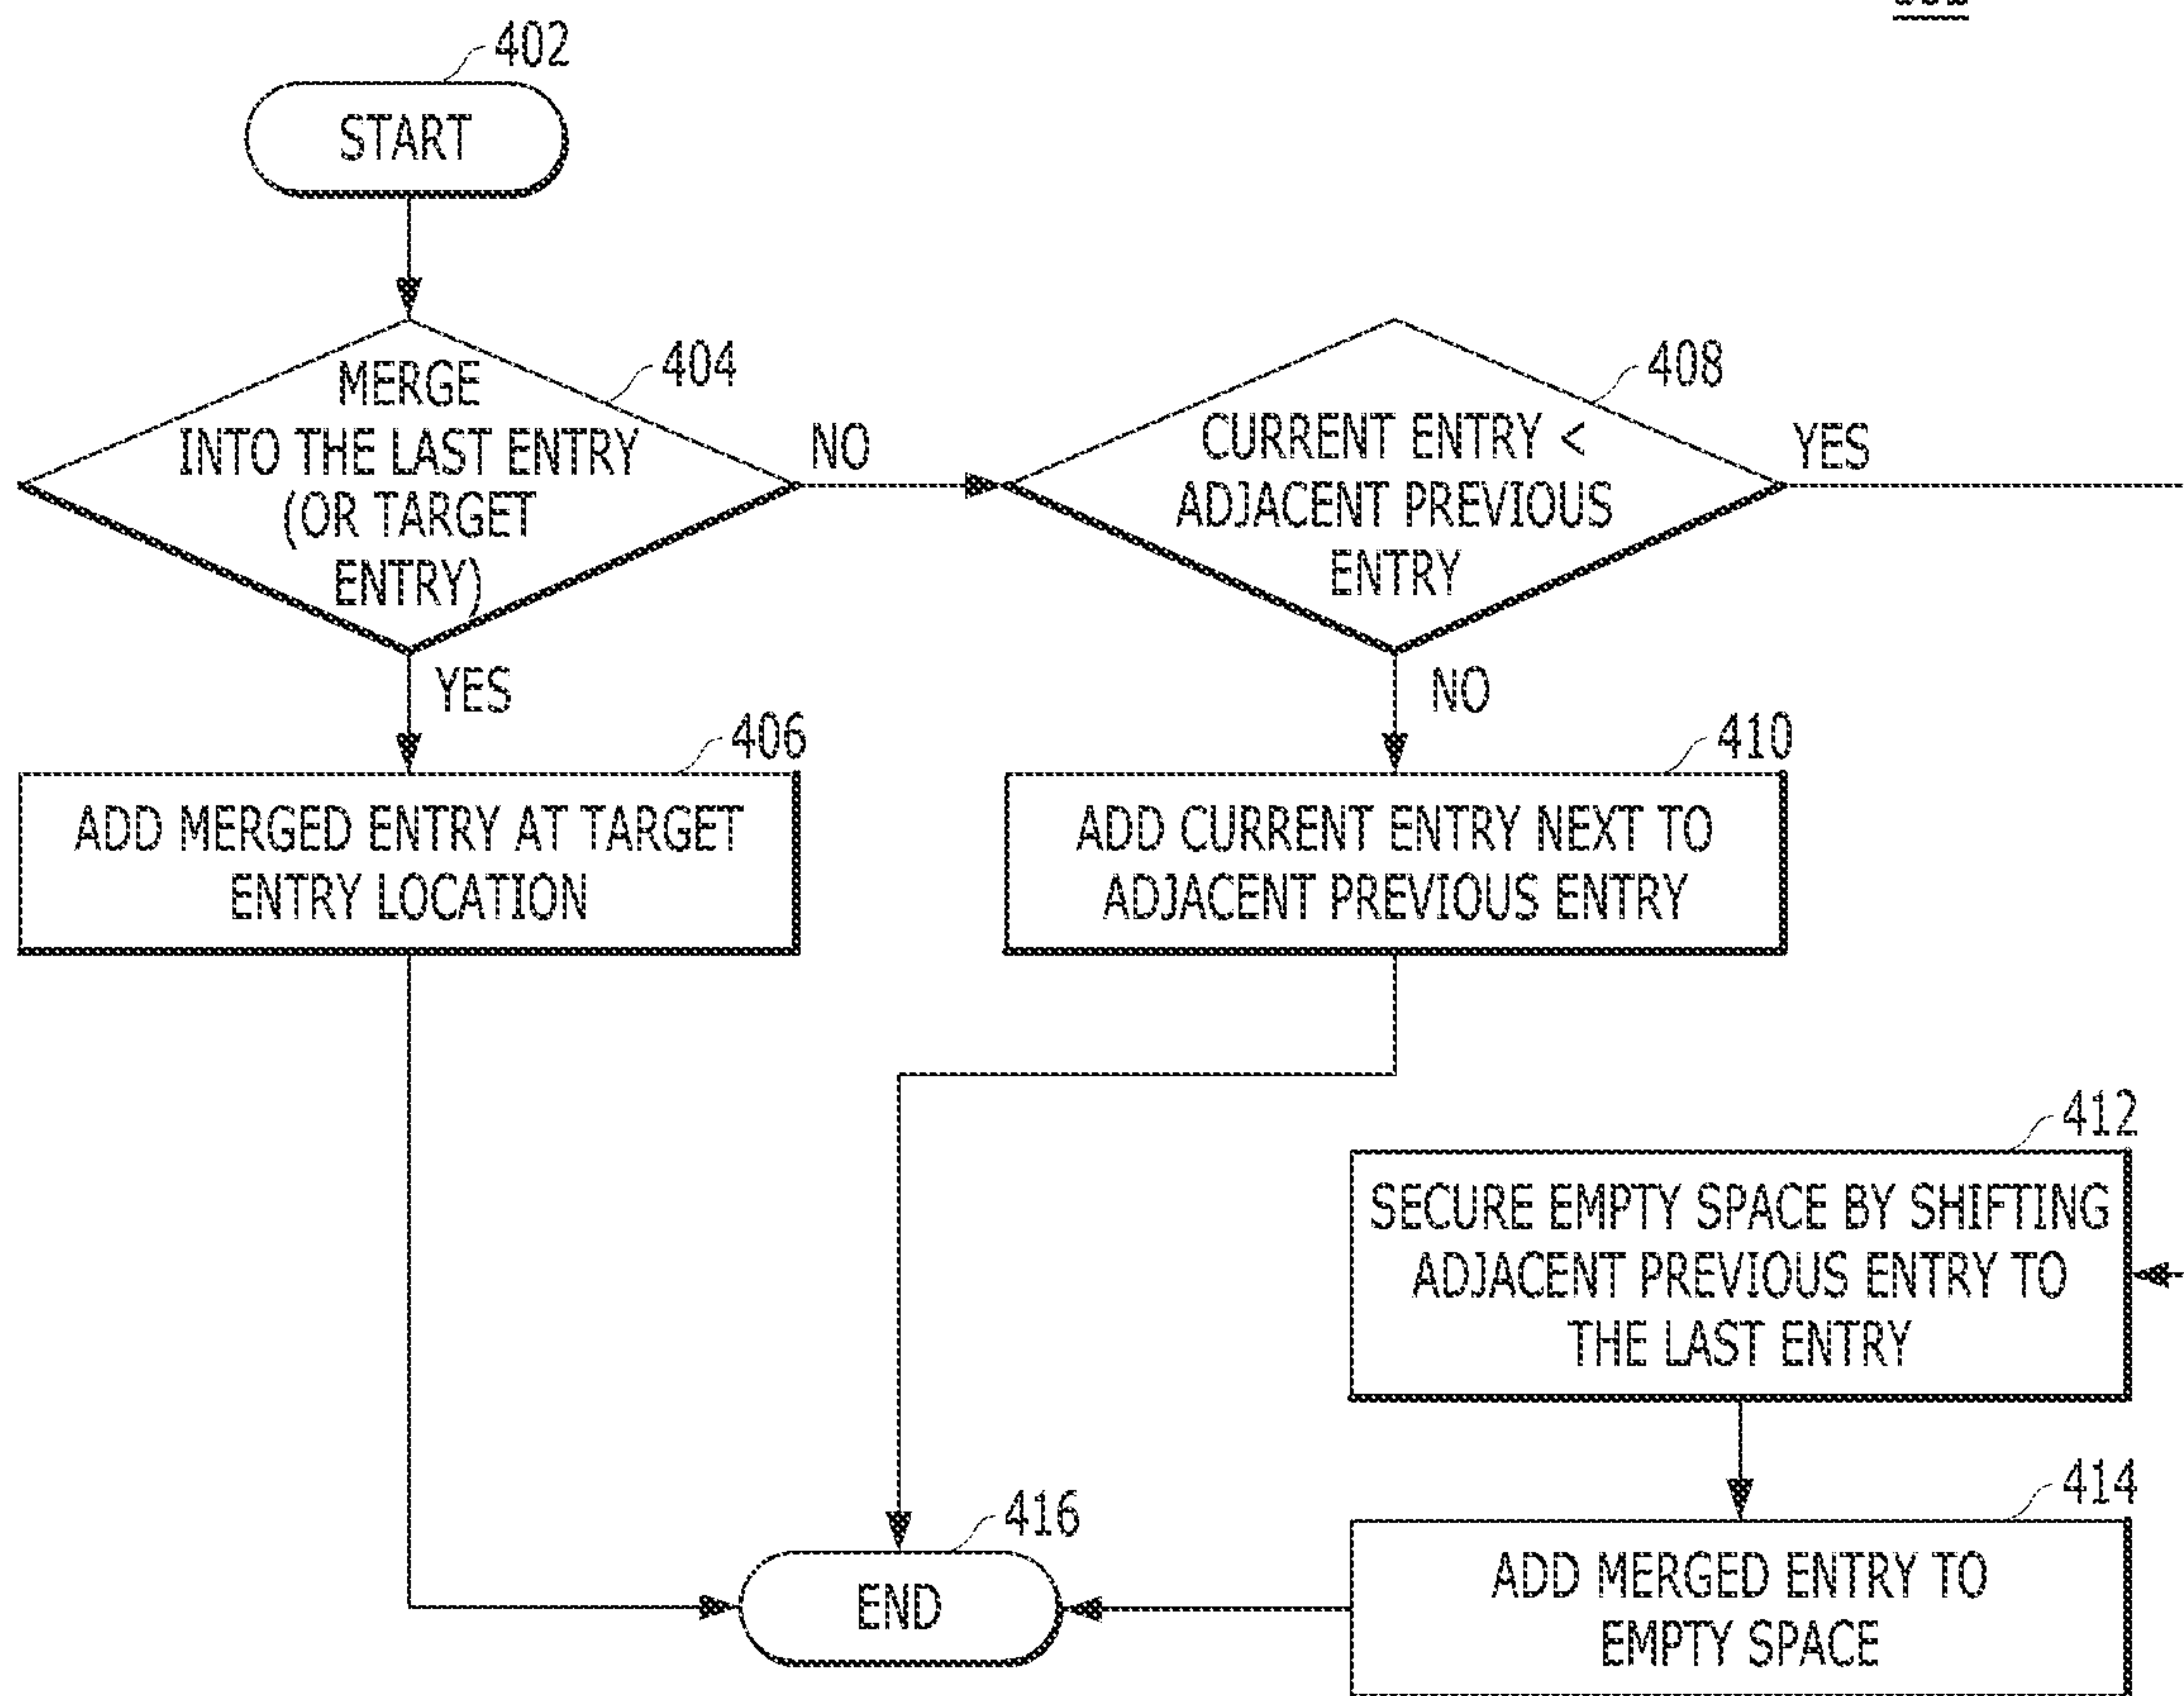 402
START
404
MERGE
INTO THE LAST ENTRY
(OR TARGET
ENTRY)
NO
408
CURRENT ENTRY <
ADJACENT PREVIOUS
ENTRY
YES
YES
NO
406
ADD MERGED ENTRY AT TARGET
ENTRY LOCATION
410
ADD CURRENT ENTRY NEXT TO
ADJACENT PREVIOUS ENTRY
412
SECURE EMPTY SPACE BY SHIFTING
ADJACENT PREVIOUS ENTRY TO
THE LAST ENTRY
414
ADD MERGED ENTRY TO
EMPTY SPACE
416
END